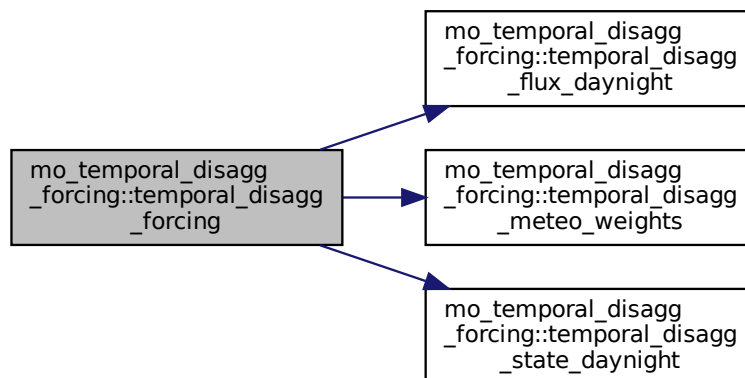 mo_temporal_disagg
_forcing::temporal_disagg
_forcing
mo_temporal_disagg
_forcing::temporal_disagg
_flux_daynight
mo_temporal_disagg
_forcing::temporal_disagg
_meteo_weights
mo_temporal_disagg
_forcing::temporal_disagg
_state_daynight